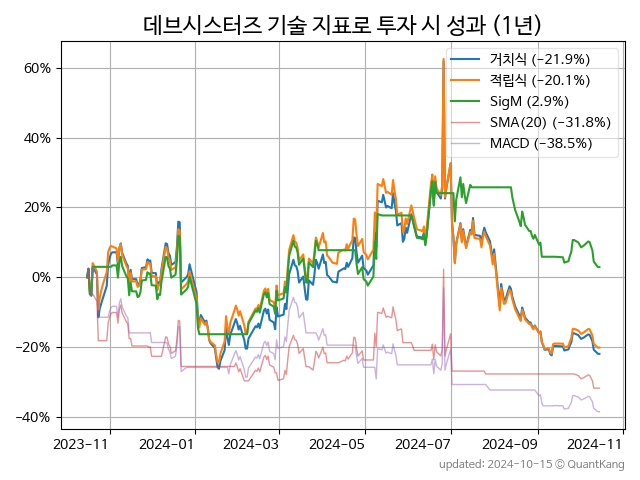 데브시스터즈 기술 지표로 투자 시 성과 (1년)
거치식 (−21.9%)
적립식 (−20.1%)
SigM (2.9%)
SMA(20) (−31.8%)
MACD (−38.5%)
60%
40%
20%
0%
−20%
−40%
2023-11
2024-01
2024-03
2024-05
2024-07
2024-09
2024-11
updated: 2024-10-15 © QuantKang